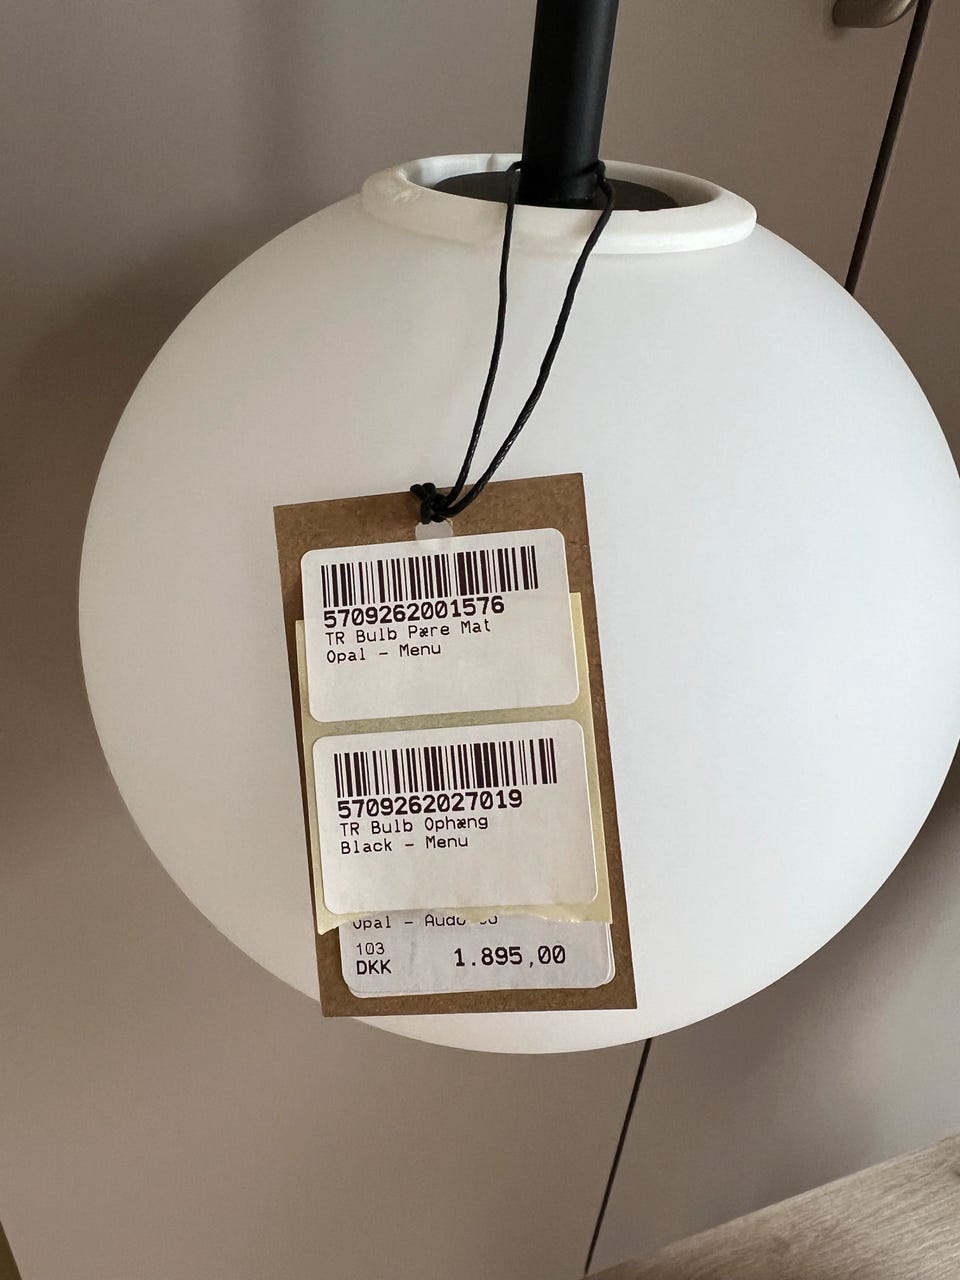 5709262001576
TR Bulb Pære Mat
Opal - Menu
5709262027019
TR Bulb Ophæng
Black - Menu
Opal -
103
DKK 1.895,00